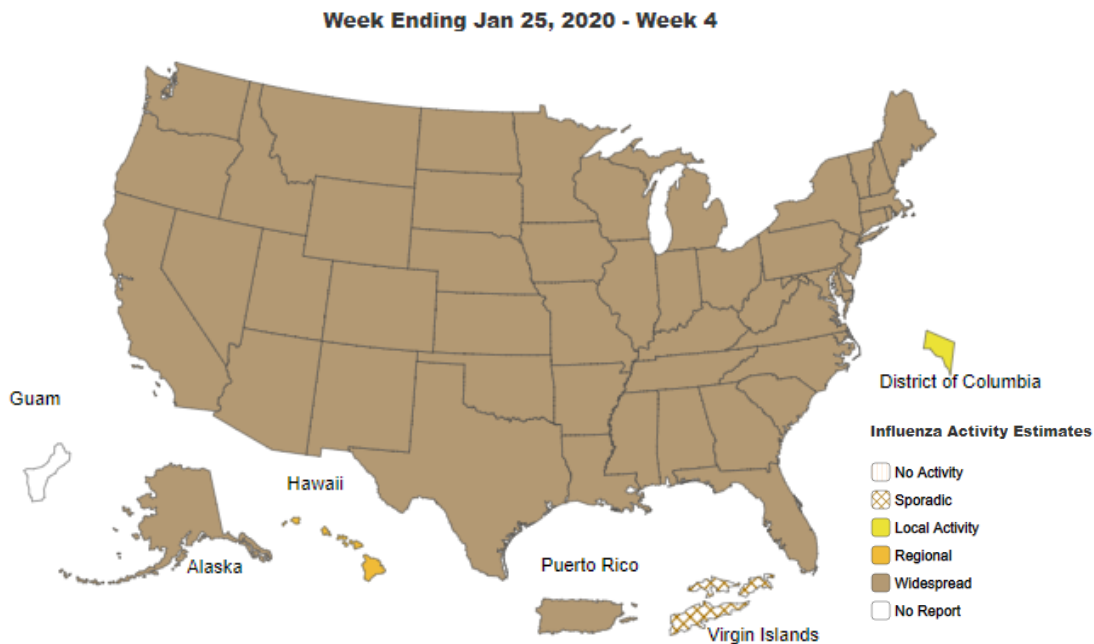 Week Ending Jan 25, 2020 - Week 4
Guam
District of Columbia
Influenza Activity Estimates
No Activity
Sporadic
Local Activity
Regional
Widespread
No Report
Hawaii
Alaska
Puerto Rico
Virgin Islands